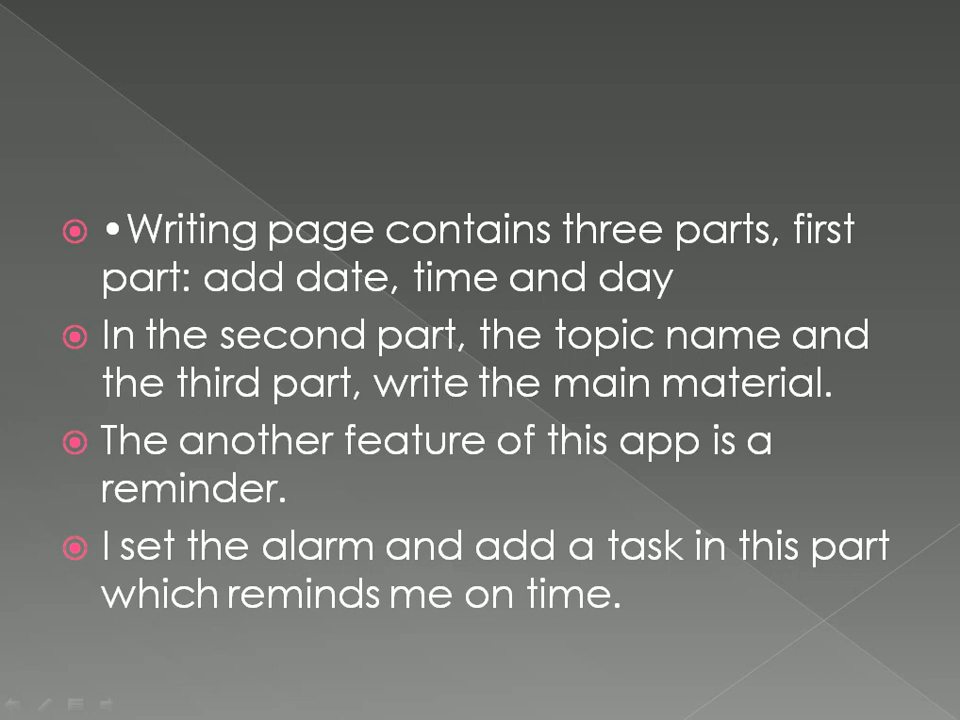 •Writing page contains three parts, first
part: add date, time and day
In the second part, the topic name and
the third part, write the main material.
The another feature of this app is a
reminder.
I set the alarm and add a task in this part
which reminds me on time.